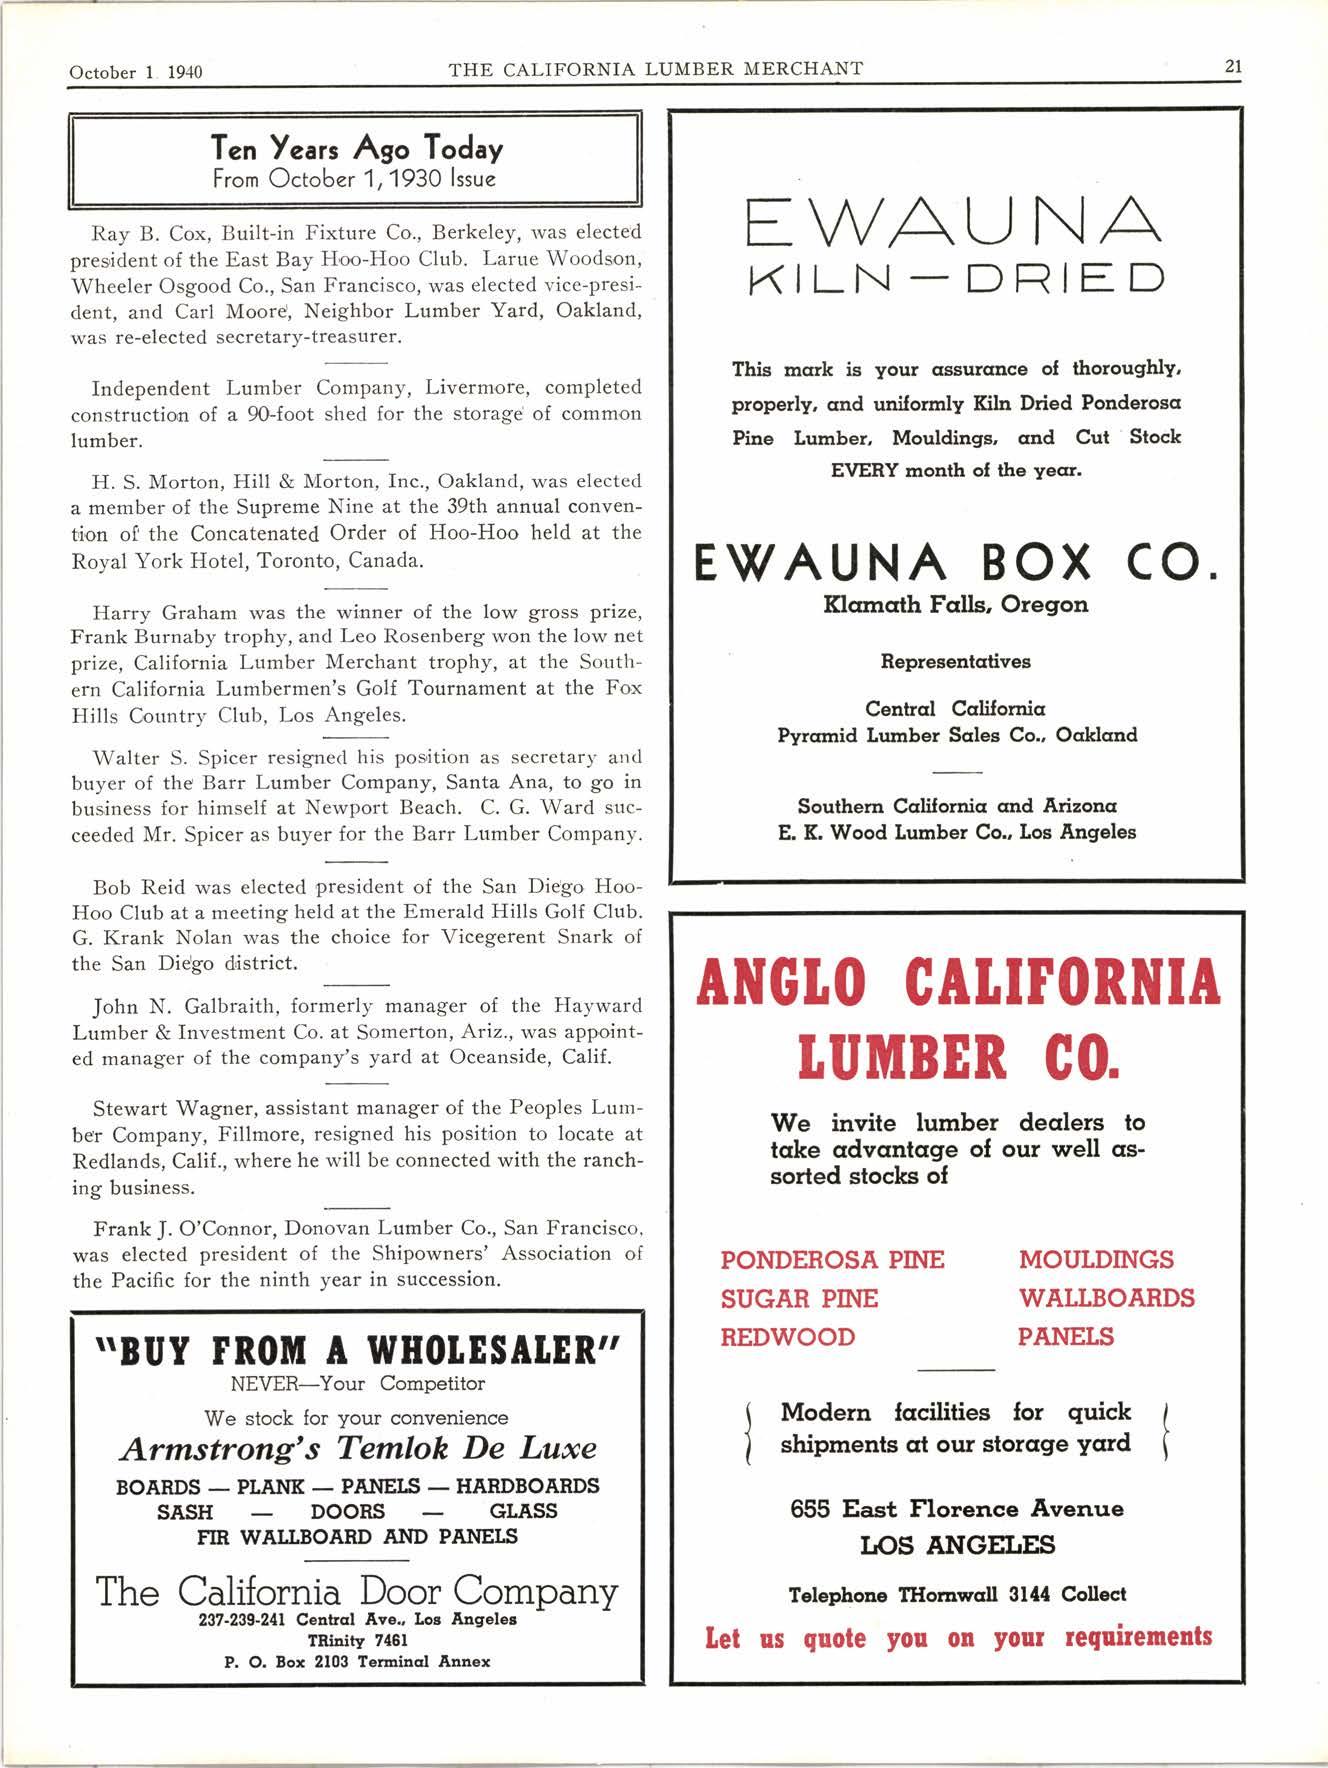 October 1 1940
THE CALIFORNIA LUMBER MERCHANT
21
Ten Years Ago Today
From October 1, 1930 Issue
Ray B. Cox, Built-in Fixture Co., Berkeley, was elected
president of the East Bay Hoo-Hoo Club. Larue Woodson,
Wheeler Osgood Co., San Francisco, was elected vice-presi-
dent, and Carl Moore, Neighbor Lumber Yard, Oakland,
was re-elected secretary-treasurer.
Independent Lumber Company, Livermore, completed
construction of a 90-foot shed for the storage of common
lumber.
H. S. Morton, Hill & Morton, Inc., Oakland, was elected
a member of the Supreme Nine at the 39th annual conven-
tion of the Concatenated Order of Hoo-Hoo held at the
Royal York Hotel, Toronto, Canada.
Harry Graham was the winner of the low gross prize,
Frank Burnaby trophy, and Leo Rosenberg won the low net
prize, California Lumber Merchant trophy, at the South-
ern California Lumbermen's Golf Tournament at the Fox
Hills Country Club, Los Angeles.
Walter S. Spicer resigned his position as secretary and
buyer of the Barr Lumber Company, Santa Ana, to go in
business for himself at Newport Beach. C. G. Ward suc-
ceeded Mr. Spicer as buyer for the Barr Lumber Company.
Bob Reid was elected president of the San Diego Hoo-
Hoo Club at a meeting held at the Emerald Hills Golf Club.
G. Krank Nolan was the choice for Vicegerent Snark of
the San Diego district.
John N. Galbraith, formerly manager of the Hayward
Lumber & Investment Co. at Somerton, Ariz., was appoint-
ed manager of the company's yard at Oceanside, Calif.
Stewart Wagner, assistant manager of the Peoples Lum-
ber Company, Fillmore, resigned his position to locate at
Redlands, Calif., where he will be connected with the ranch-
ing business.
Frank J. O'Connor, Donovan Lumber Co., San Francisco,
was elected president of the Shipowners' Association of
the Pacific for the ninth year in succession.
"BUY FROM A WHOLESALER"
NEVER—Your Competitor
We stock for your convenience
Armstrong's Temlok De Luxe
BOARDS — PLANK — PANELS — HARDBOARDS
SASH — DOORS — GLASS
FIR WALLBOARD AND PANELS
The California Door Company
237-239-241 Central Ave., Los Angeles
TRinity 7461
P. O. Box 2103 Terminal Annex
EWAUNA
KILN—DRIED
This mark is your assurance of thoroughly,
properly, and uniformly Kiln Dried Ponderosa
Pine Lumber, Mouldings, and Cut Stock
EVERY month of the year.
EWAUNA BOX CO.
Klamath Falls, Oregon
Representatives
Central California
Pyramid Lumber Sales Co., Oakland
Southern California and Arizona
E. K. Wood Lumber Co., Los Angeles
ANGLO CALIFORNIA
LUMBER CO.
We invite lumber dealers to
take advantage of our well as-
sorted stocks of
PONDEROSA PINE MOULDINGS
SUGAR PINE WALLBOARDS
REDWOOD PANELS
Modern facilities for quick
shipments at our storage yard
655 East Florence Avenue
LOS ANGELES
Telephone THornwall 3144 Collect
Let us quote you on your requirements